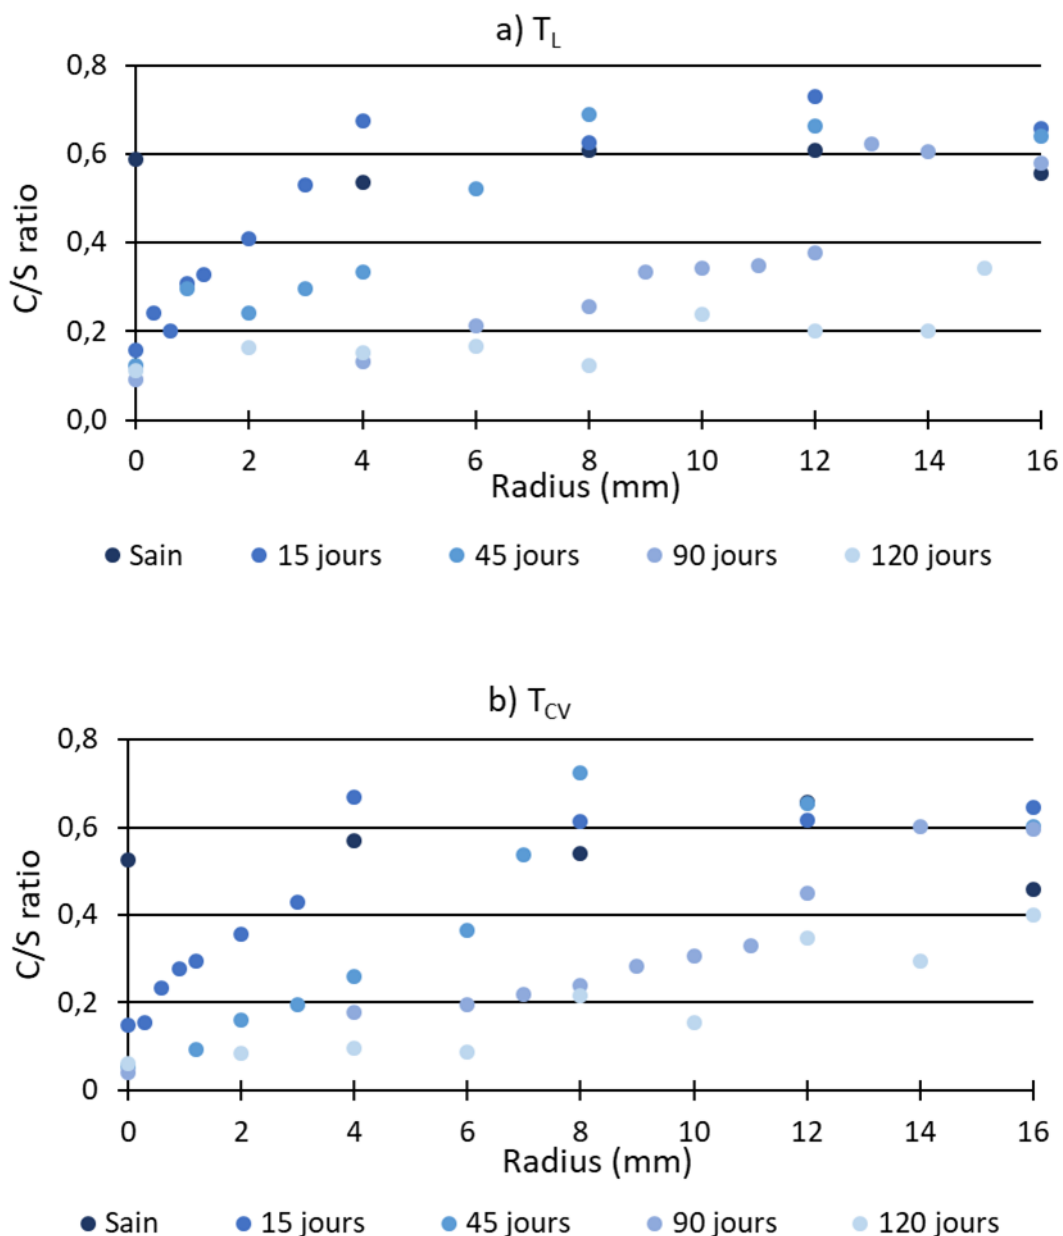 a) TL
0,8
0,6
0,4
0,2
0,0
C/S ratio
0 2 4 6 8 10 12 14 16
Radius (mm)
Sain 15 jours 45 jours 90 jours 120 jours
b) TCV
0,8
0,6
0,4
0,2
0
C/S ratio
0 2 4 6 8 10 12 14 16
Radius (mm)
Sain 15 jours 45 jours 90 jours 120 jours